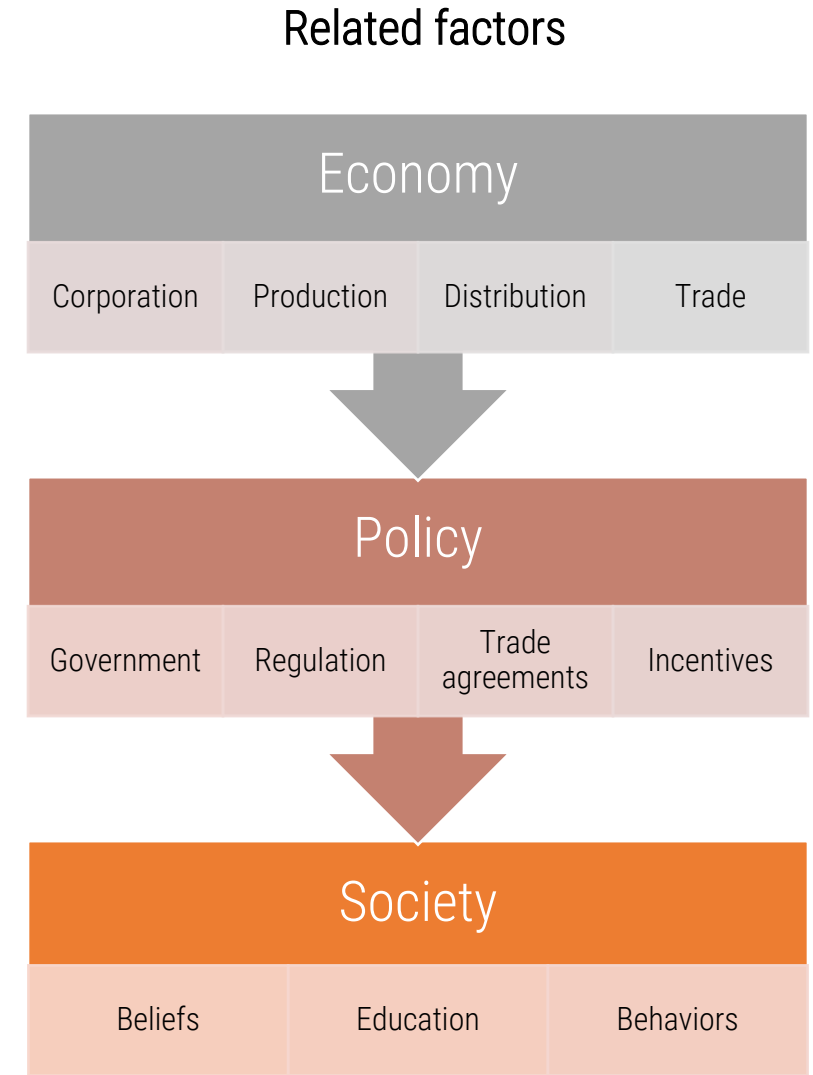 Related factors
Economy
Corporation
Production
Distribution
Trade
Policy
Government
Regulation
Trade
agreements
Incentives
Society
Beliefs
Education
Behaviors